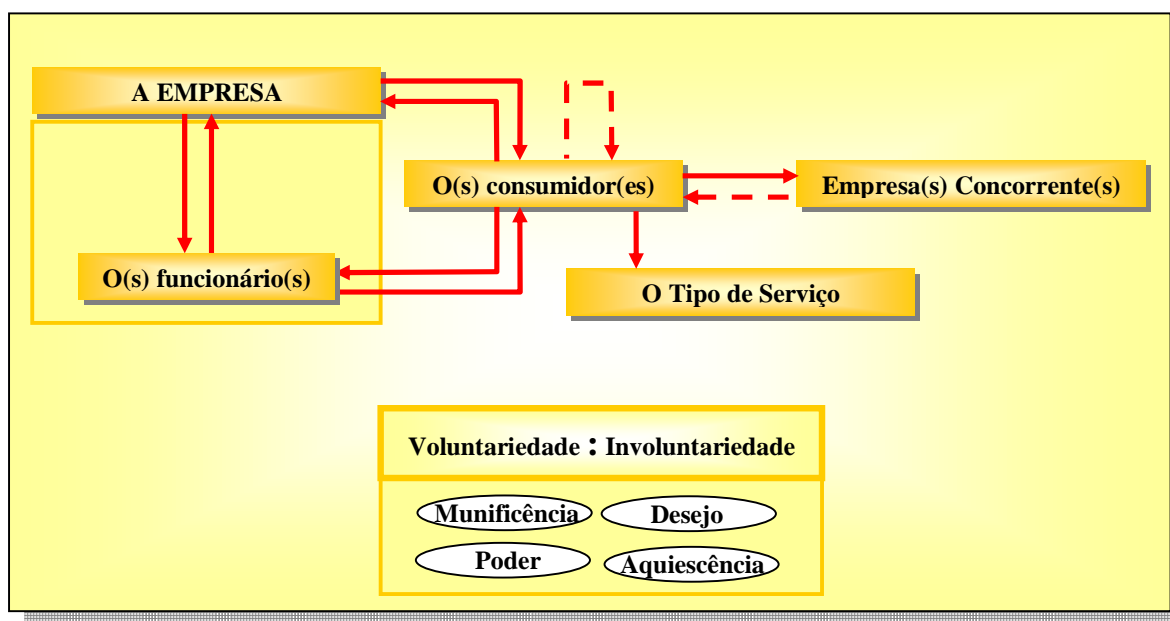 A EMPRESA
O(s) consumidor(es)
Empresa(s) Concorrente(s)
O(s) funcionário(s)
O Tipo de Serviço
Voluntariedade : Involuntariedade
Munificência
Desejo
Poder
Aquiescência